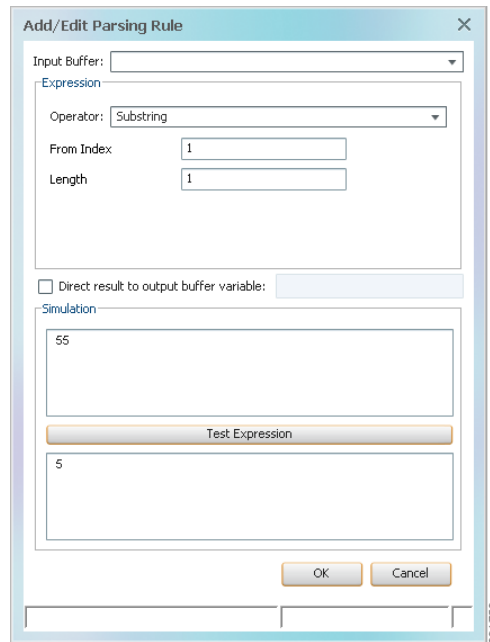 Add/Edit Parsing Rule
Input Buffer:
Expression
Operator: Substring
From Index 1
Length 1
Direct result to output buffer variable:
Simulation
55
Test Expression
5
OK Cancel